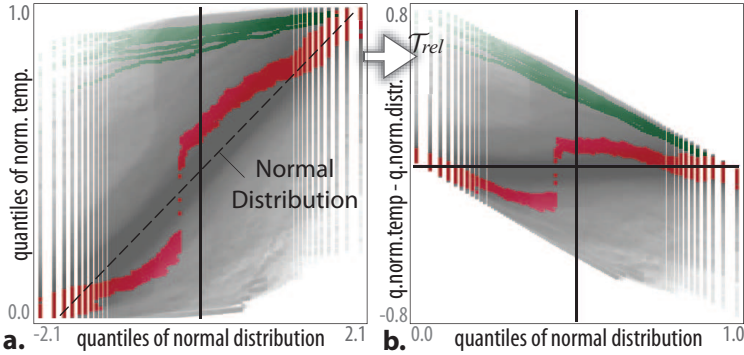 1.0
quantiles of norm. temp.
0.0
Normal
Distribution
-2.1
quantiles of normal distribution
2.1
a.
𝒯rel
0.8
q.norm.temp - q.norm.distr.
-0.8
0.0
quantiles of normal distribution
1.0
b.